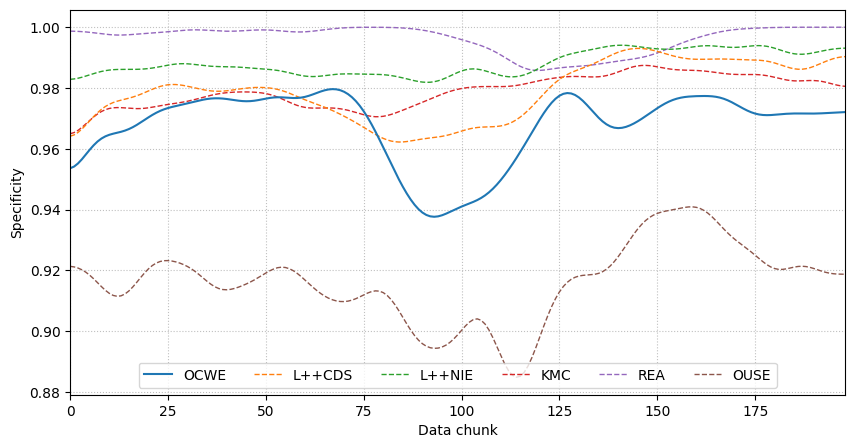 1.00
0.98
0.96
0.94
0.92
0.90
0.88
Specificity
OCWE L++CDS L++NIE KMC REA OUSE
0 25 50 75 100 125 150 175
Data chunk